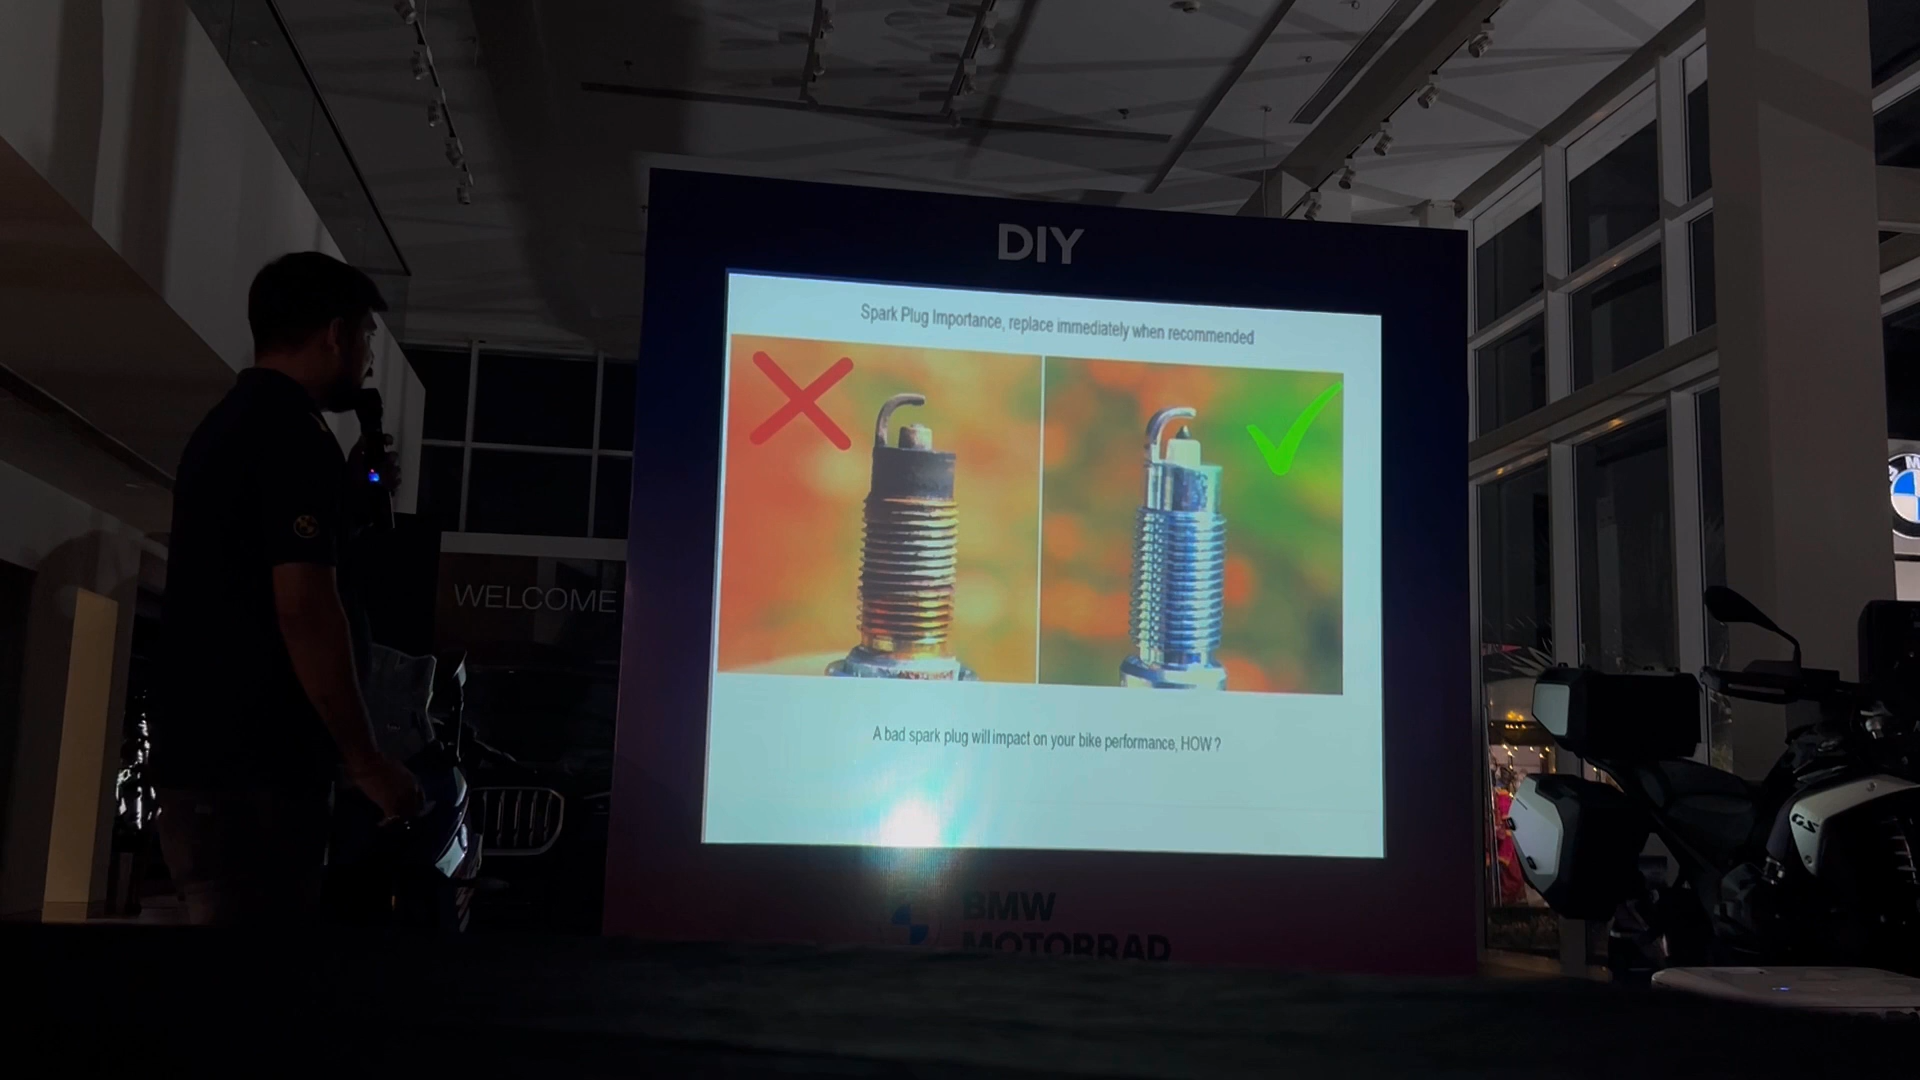 DIY
Spark Plug Importance, replace immediately when recommended
A bad spark plug will impact on your bike performance, HOW ?
WELCOME
BMW
MOTORRAD
GS